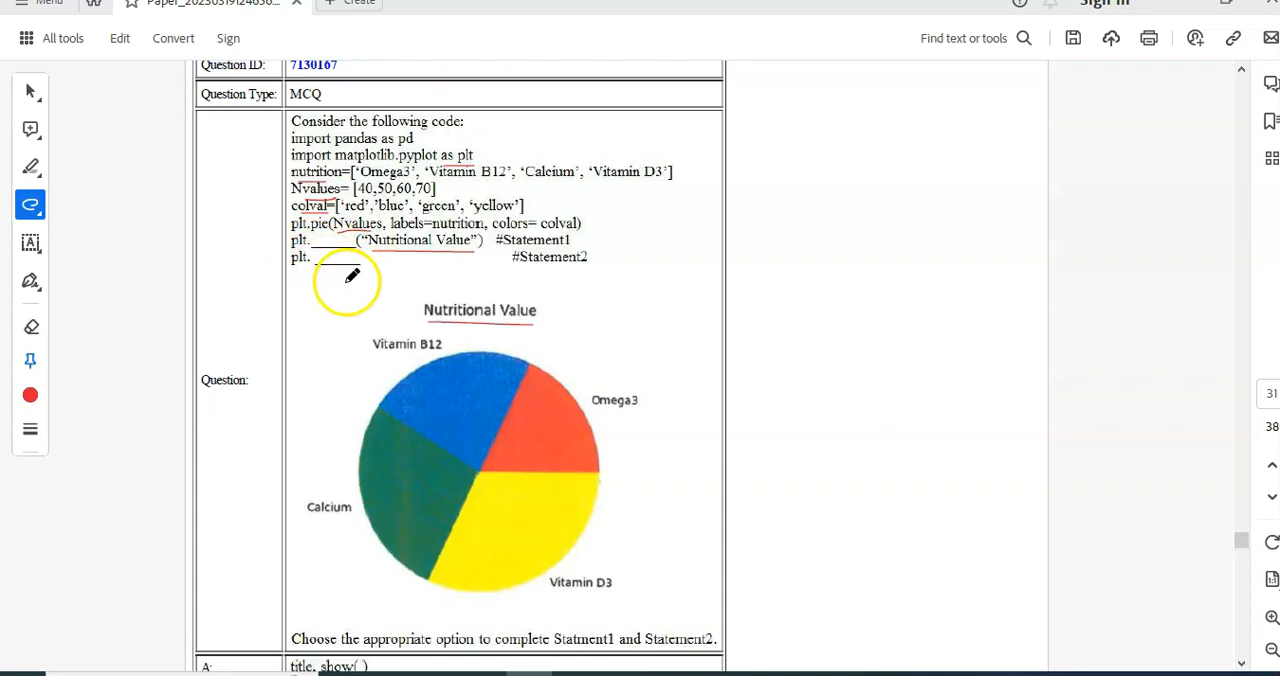 Menu
Paper_20230319124636...
Create
Sign in
All tools
Edit
Convert
Sign
Find text or tools
Question ID:
7130167
Question Type:
MCQ
Consider the following code:
import pandas as pd
import matplotlib.pyplot as plt
nutrition=['Omega3', 'Vitamin B12', 'Calcium', 'Vitamin D3']
Nvalues= [40,50,60,70]
colval=['red','blue', 'green', 'yellow']
plt.pie(Nvalues, labels=nutrition, colors= colval)
plt.______("Nutritional Value") #Statement1
plt. ______ #Statement2
Nutritional Value
Vitamin B12
Omega3
Question:
Calcium
Vitamin D3
Choose the appropriate option to complete Statment1 and Statement2.
A:
title, show( )
31
38
1:1